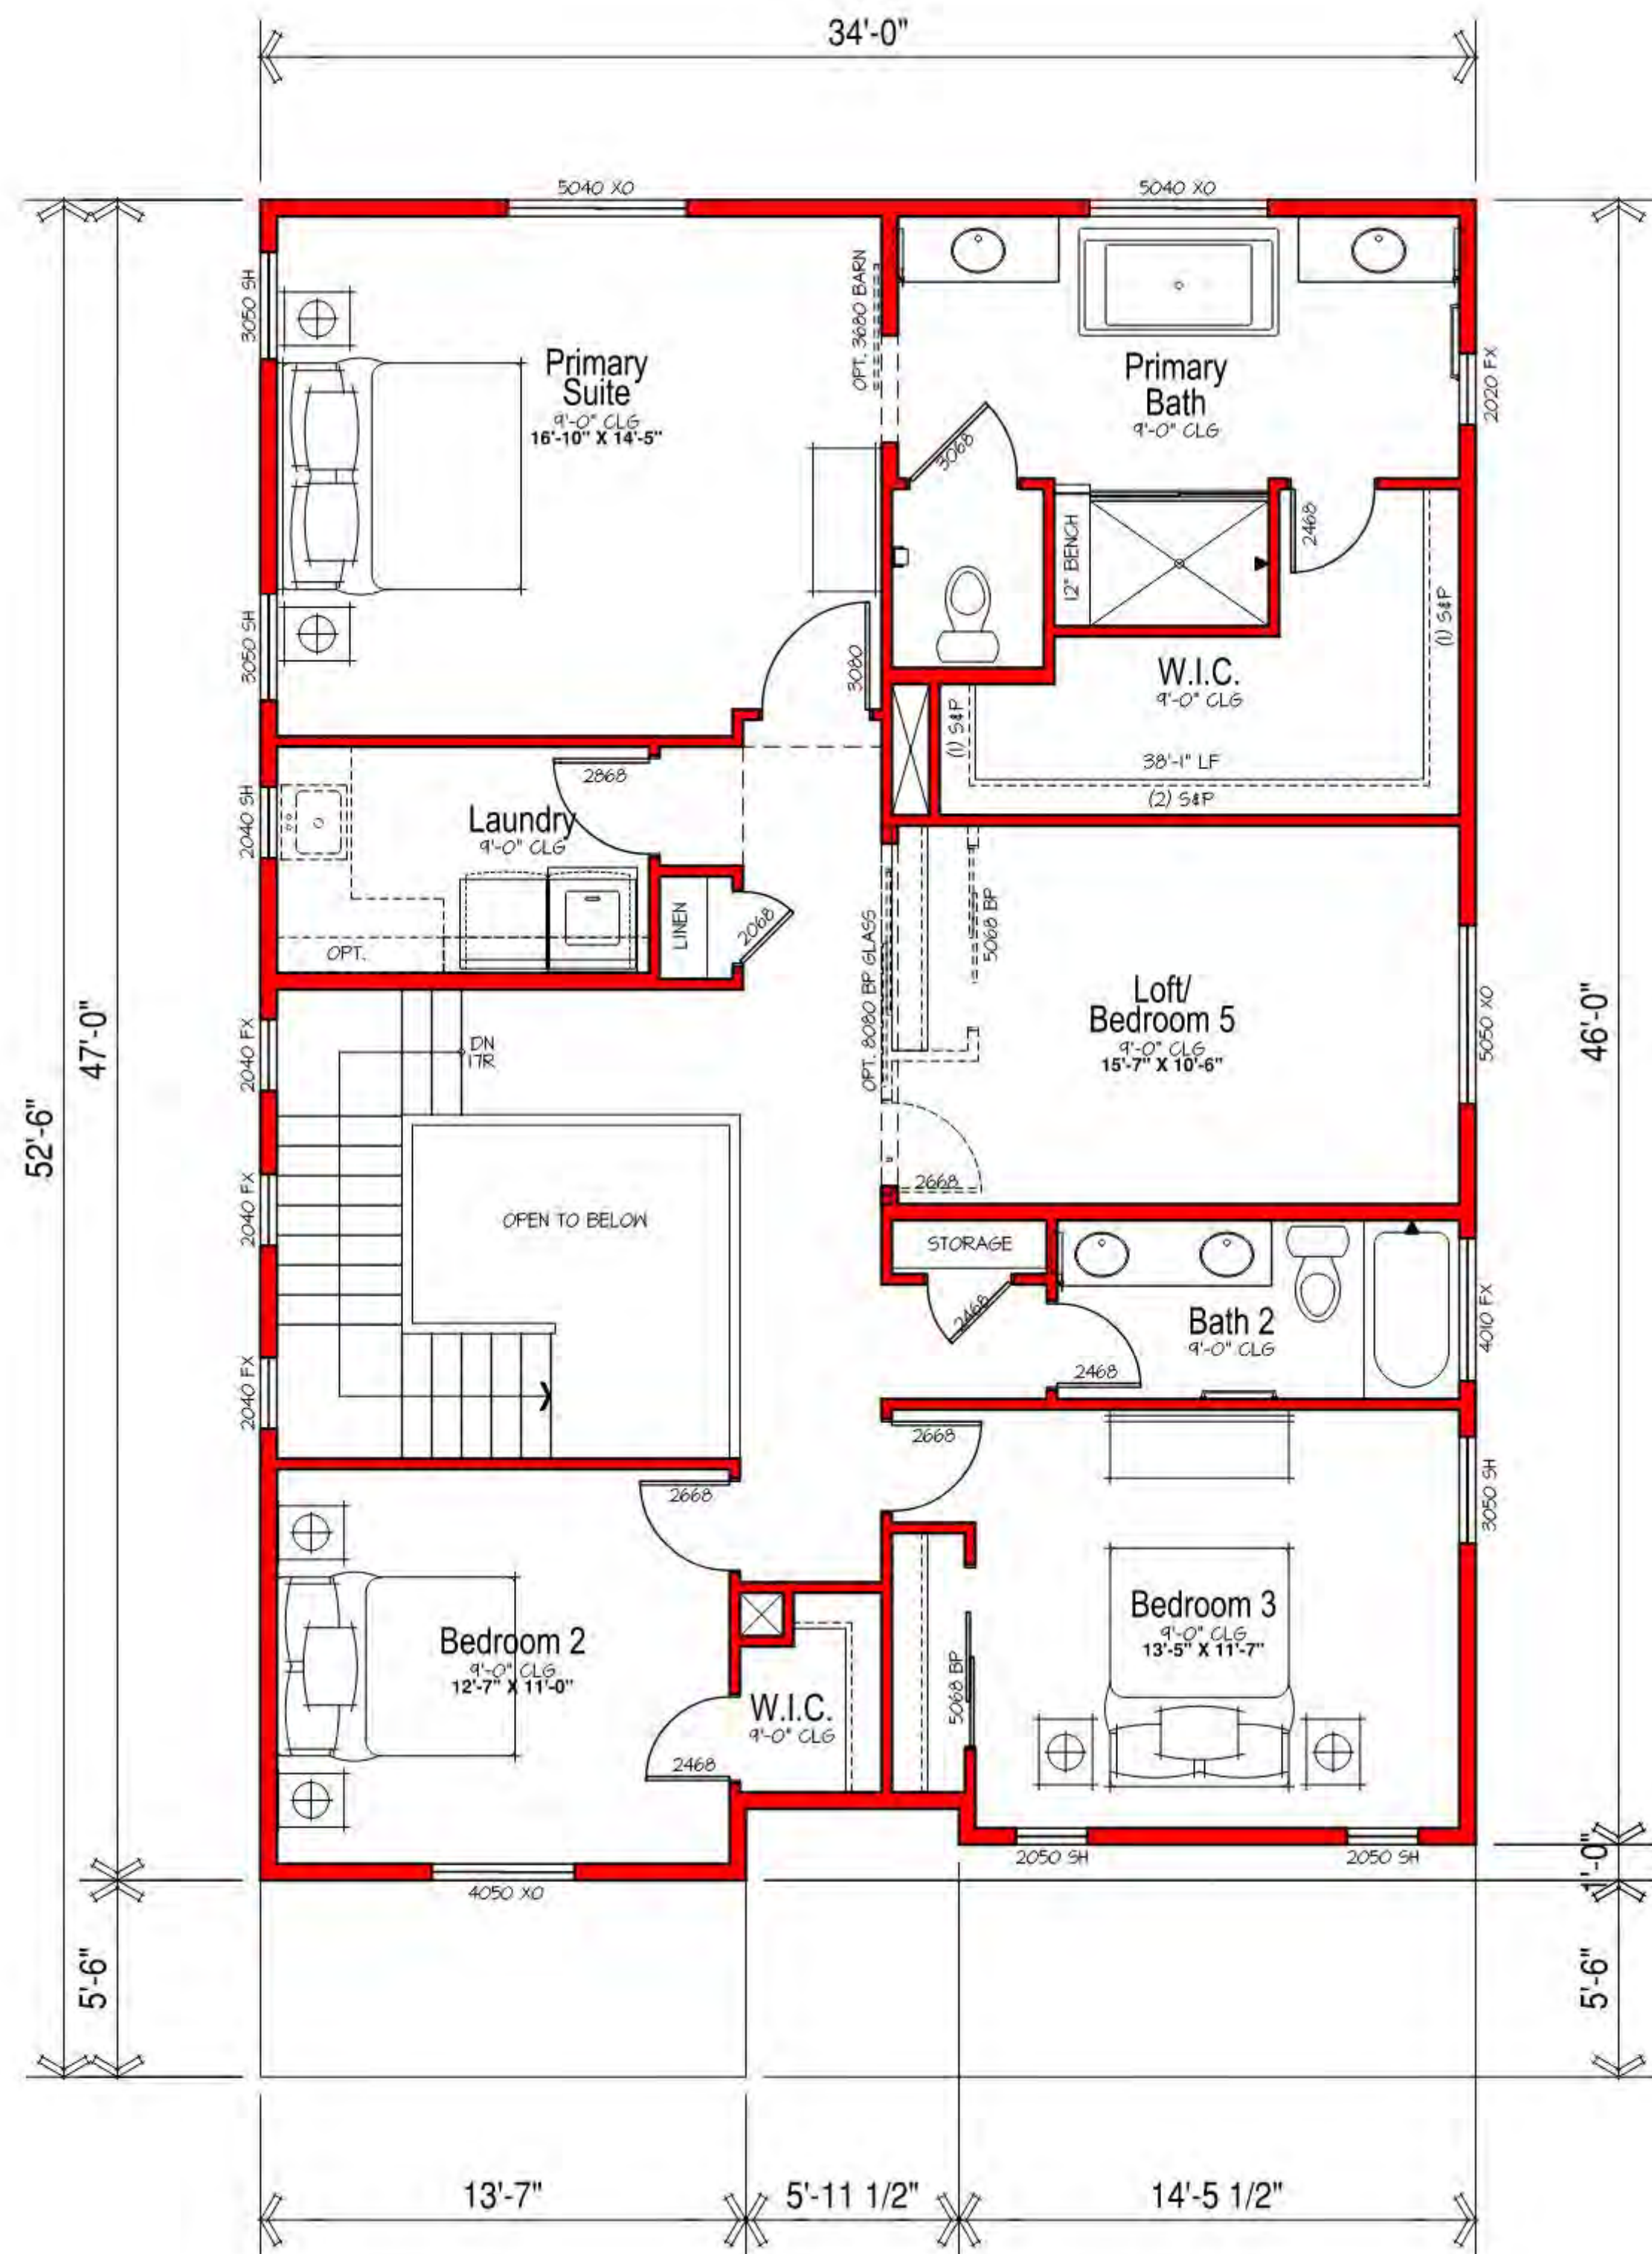 34'-0"
5040 XO
5040 XO
3050 SH
OPT. 3680 BARN
Primary
Suite
9'-0" CLG
16'-10" X 14'-5"
Primary
Bath
9'-0" CLG
2020 FX
3068
2468
12" BENCH
3050 SH
3080
(1) S&P
W.I.C.
9'-0" CLG
(1) S&P
38'-1" LF
(2) S&P
2868
2040 SH
Laundry
9'-0" CLG
OPT.
LINEN
2068
OPT. 8080 BP GLASS
5068 BP
Loft/
Bedroom 5
9'-0" CLG
15'-7" X 10'-6"
5050 XO
46'-0"
47'-0"
52'-6"
2040 FX
DN
17R
2668
2040 FX
OPEN TO BELOW
STORAGE
2468
Bath 2
9'-0" CLG
4010 FX
2468
2040 FX
2668
2668
3050 SH
Bedroom 2
9'-0" CLG
12'-7" X 11'-0"
Bedroom 3
9'-0" CLG
13'-5" X 11'-7"
5068 BP
W.I.C.
9'-0" CLG
2468
2050 SH
2050 SH
1'-0"
4050 XO
5'-6"
5'-6"
13'-7"
5'-11 1/2"
14'-5 1/2"